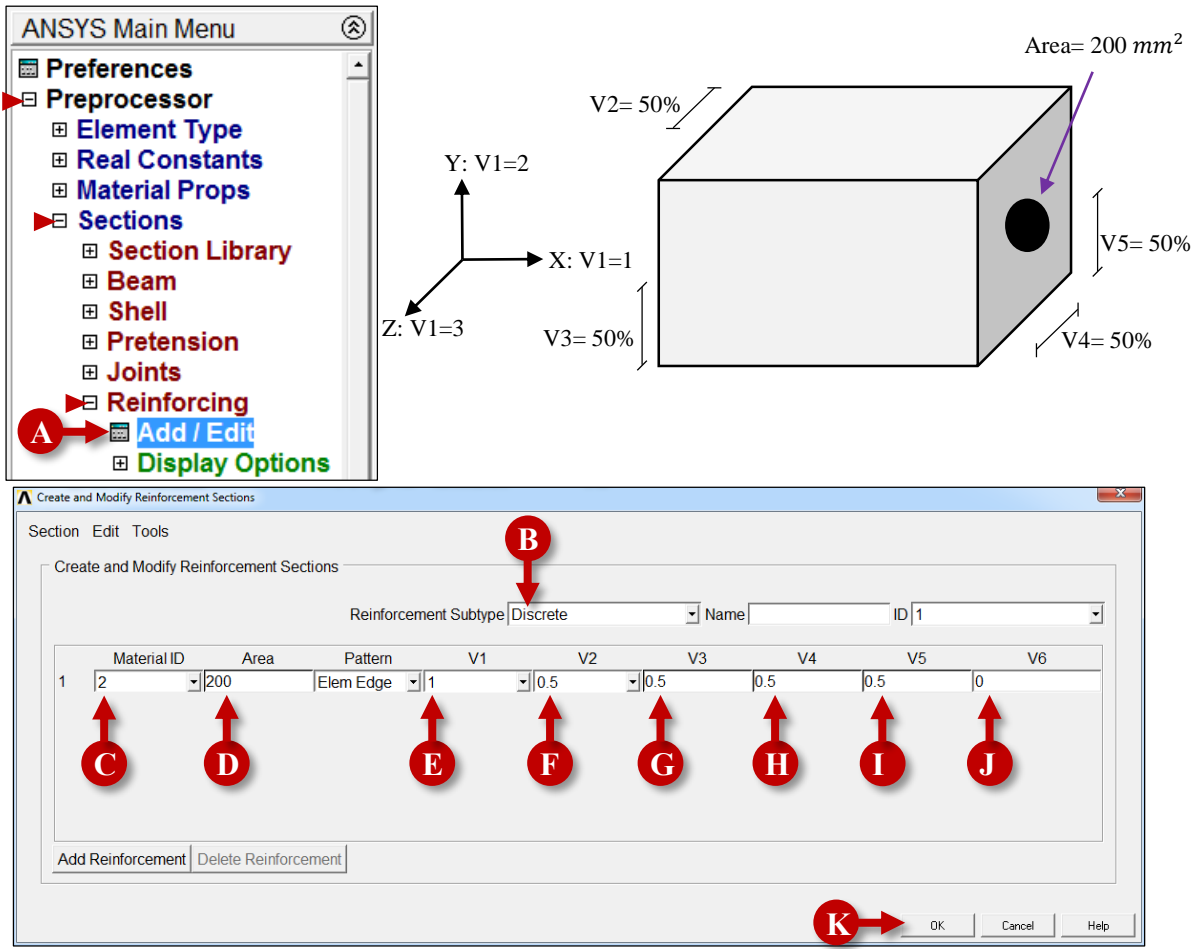 ANSYS Main Menu
Preferences
Preprocessor
Element Type
Real Constants
Material Props
Sections
Section Library
Beam
Shell
Pretension
Joints
Reinforcing
A
Add / Edit
Display Options
Area= 200 mm²
V2= 50%
Y: V1=2
X: V1=1
Z: V1=3
V3= 50%
V5= 50%
V4= 50%
Create and Modify Reinforcement Sections
Section Edit Tools
B
Create and Modify Reinforcement Sections
Reinforcement Subtype Discrete Name ID 1
Material ID Area Pattern V1 V2 V3 V4 V5 V6
1 2 200 Elem Edge 1 0.5 0.5 0.5 0.5 0
C D E F G H I J
Add Reinforcement Delete Reinforcement
K
OK Cancel Help